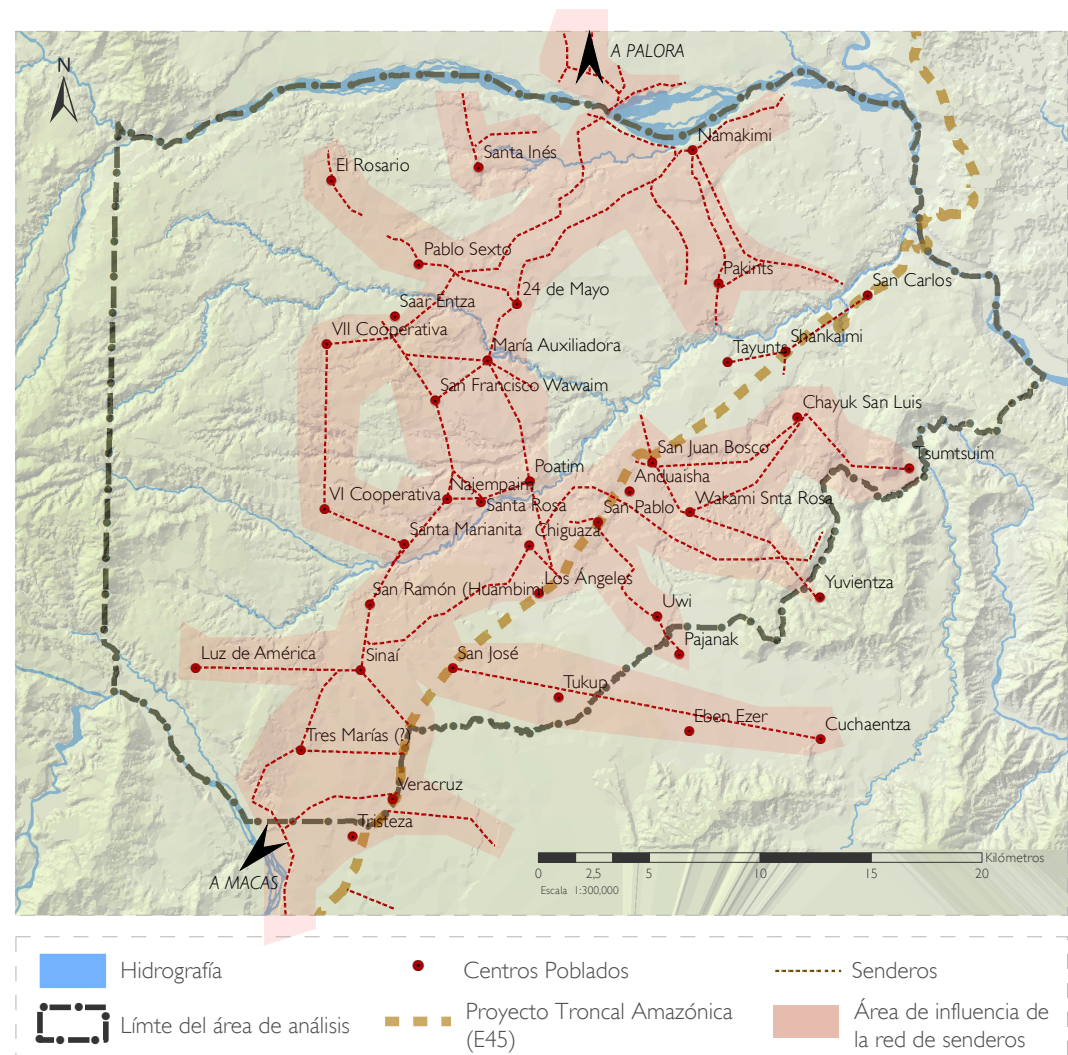 A PALORA
N
Namakimi
Santa Inés
El Rosario
Pablo Sexto
Pakints
San Carlos
24 de Mayo
Saar Entza
VII Cooperativa
Shankaimi
María Auxiliadora
Tayunts
San Francisco Wawaim
Chayuk San Luis
San Juan Bosco
Tsumtsuim
Poatim
Anduaisha
Najempaim
VI Cooperativa
Santa Rosa
San Pablo
Wakami Snta Rosa
Santa Marianita
Chiguaza
San Ramón (Huambimi)
Los Ángeles
Yuvientza
Uwi
Luz de América
Sinaí
San José
Pajanak
Tukup
Eben Ezer
Cuchaentza
Tres Marías (?)
Veracruz
Tristeza
A MACAS
0 2,5 5 10 15 20 Kilómetros
Escala 1:300,000
Hidrografía
Centros Poblados
Senderos
Límte del área de análisis
Proyecto Troncal Amazónica
(E45)
Área de influencia de
la red de senderos